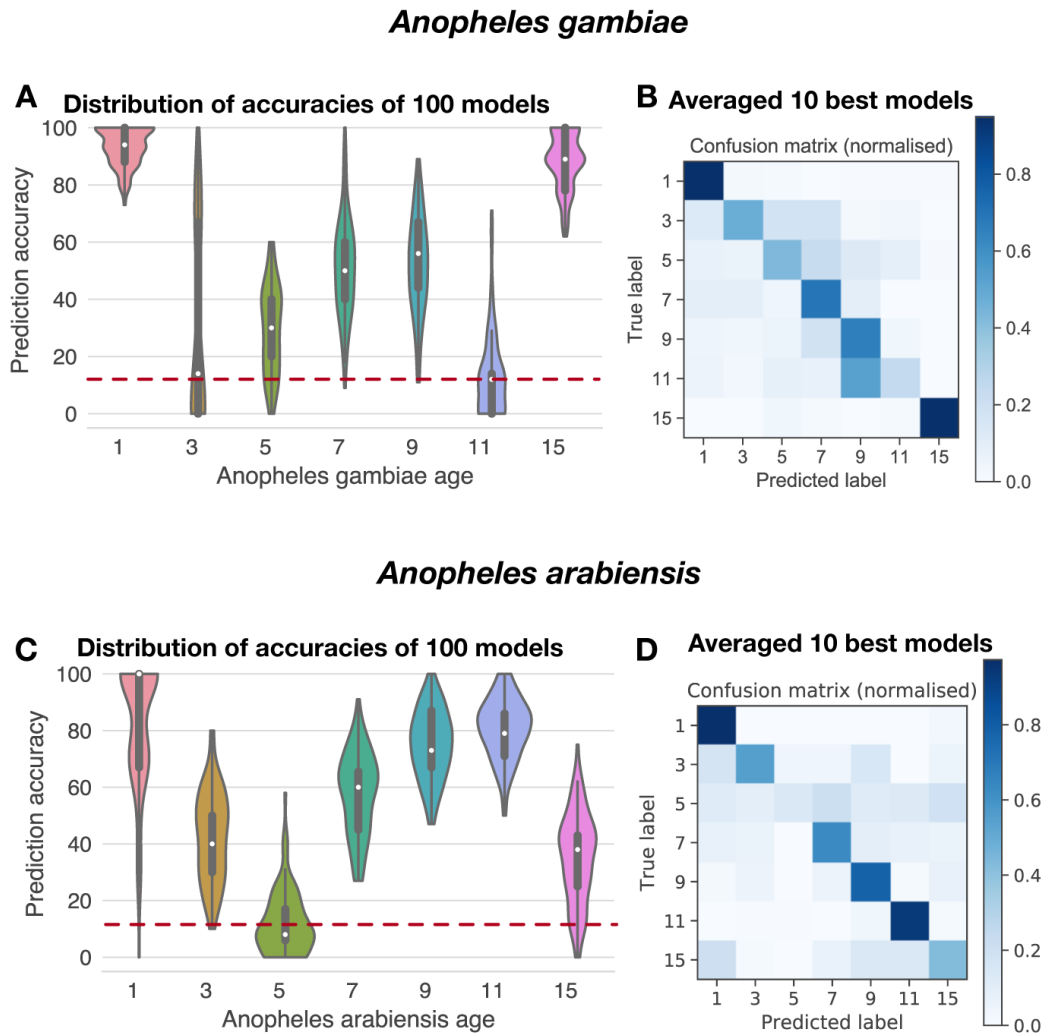 Anopheles gambiae
A Distribution of accuracies of 100 models
100
80
60
40
20
0
Prediction accuracy
1 3 5 7 9 11 15
Anopheles gambiae age
B Averaged 10 best models
Confusion matrix (normalised)
1
3
5
7
9
11
15
True label
1 3 5 7 9 11 15
Predicted label
0.8
0.6
0.4
0.2
0.0
Anopheles arabiensis
C Distribution of accuracies of 100 models
100
80
60
40
20
0
Prediction accuracy
1 3 5 7 9 11 15
Anopheles arabiensis age
D Averaged 10 best models
Confusion matrix (normalised)
1
3
5
7
9
11
15
True label
1 3 5 7 9 11 15
Predicted label
0.8
0.6
0.4
0.2
0.0